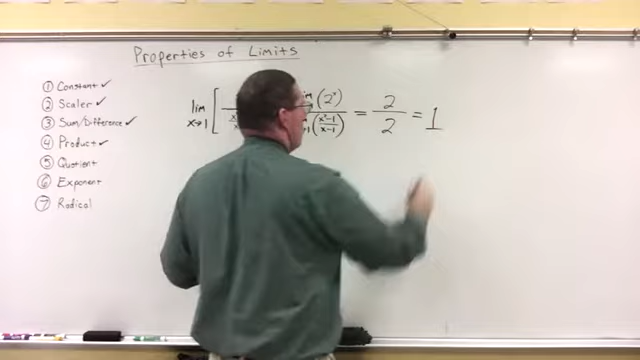 Properties of Limits
① Constant ✓
② Scaler ✓
③ Sum/Difference ✓
④ Product ✓
⑤ Quotient
⑥ Exponent
⑦ Radical
lim x→1 [ (2ˣ) / (x²-1 / x-1) = 2 / 2 = 1